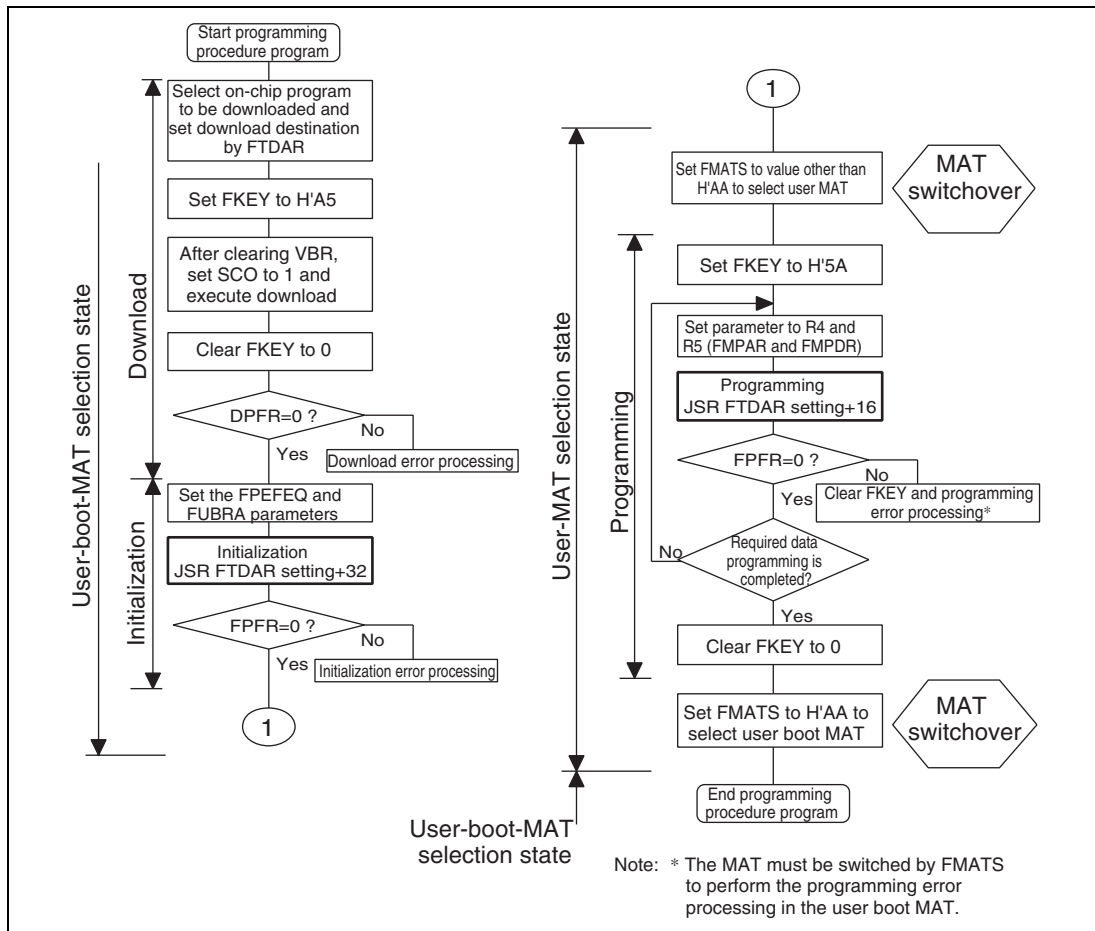 Start programming
procedure program
Select on-chip program
to be downloaded and
set download destination
by FTDAR
Set FKEY to H'A5
After clearing VBR,
set SCO to 1 and
execute download
Clear FKEY to 0
DPFR=0 ?
No
Yes
Download error processing
Set the FPEFEQ and
FUBRA parameters
Initialization
JSR FTDAR setting+32
FPFR=0 ?
No
Yes
Initialization error processing
1
Download
Initialization
User-boot-MAT selection state
1
Set FMATS to value other than
H'AA to select user MAT
MAT
switchover
Set FKEY to H'5A
Set parameter to R4 and
R5 (FMPAR and FMPDR)
Programming
JSR FTDAR setting+16
FPFR=0 ?
No
Yes
Clear FKEY and programming
error processing*
Required data
programming is
completed?
No
Yes
Clear FKEY to 0
Set FMATS to H'AA to
select user boot MAT
MAT
switchover
End programming
procedure program
Programming
User-MAT selection state
User-boot-MAT
selection state
Note: * The MAT must be switched by FMATS
to perform the programming error
processing in the user boot MAT.